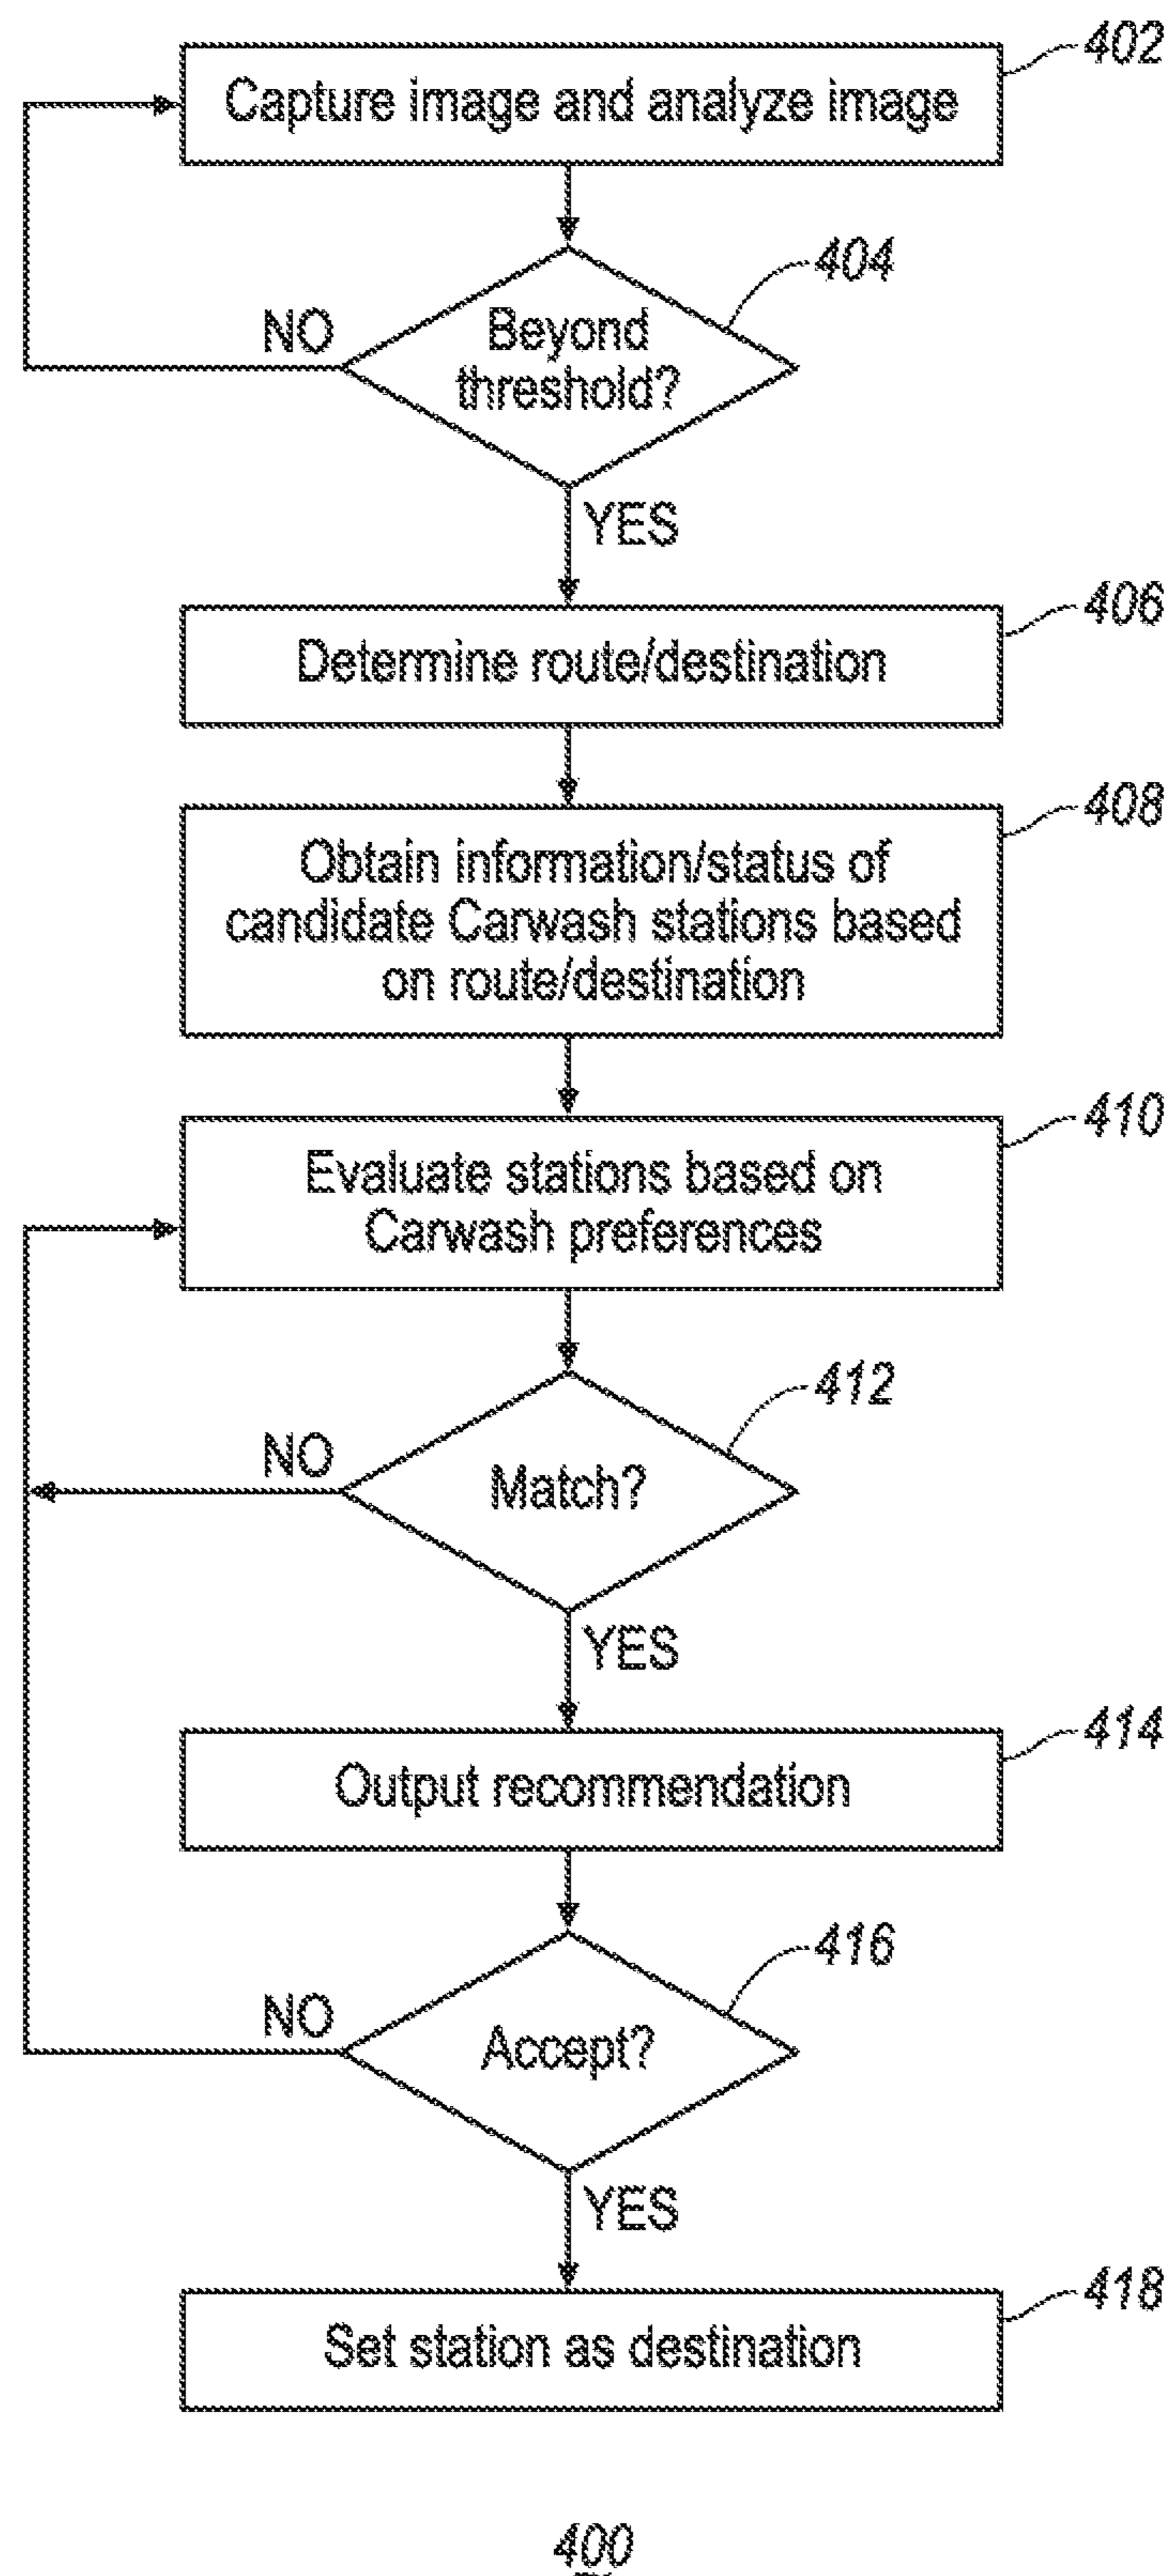 402
Capture image and analyze image
404
NO
Beyond
threshold?
YES
406
Determine route/destination
408
Obtain information/status of
candidate Carwash stations based
on route/destination
410
Evaluate stations based on
Carwash preferences
412
NO
Match?
YES
414
Output recommendation
416
NO
Accept?
YES
418
Set station as destination
400